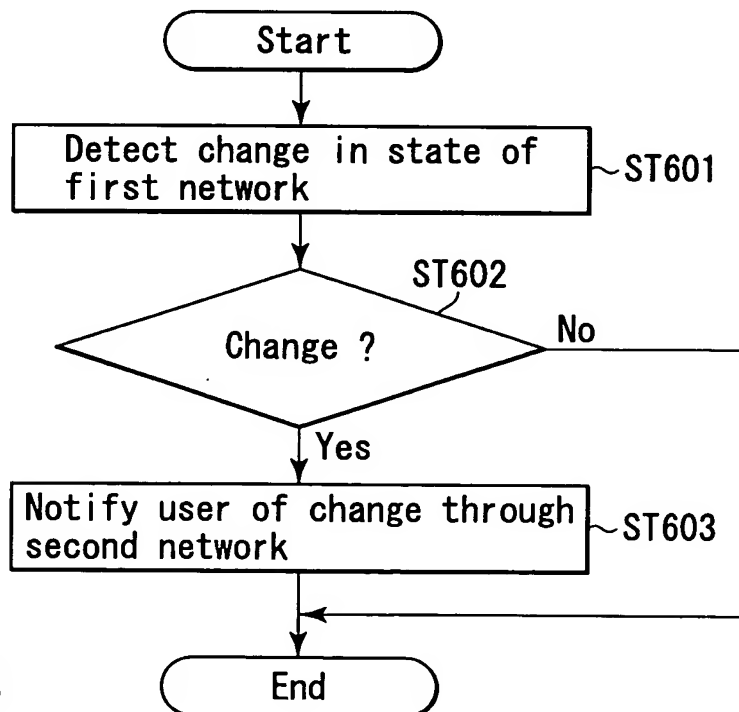 Start
Detect change in state of
first network
ST601
ST602
Change ?
No
Yes
Notify user of change through
second network
ST603
End